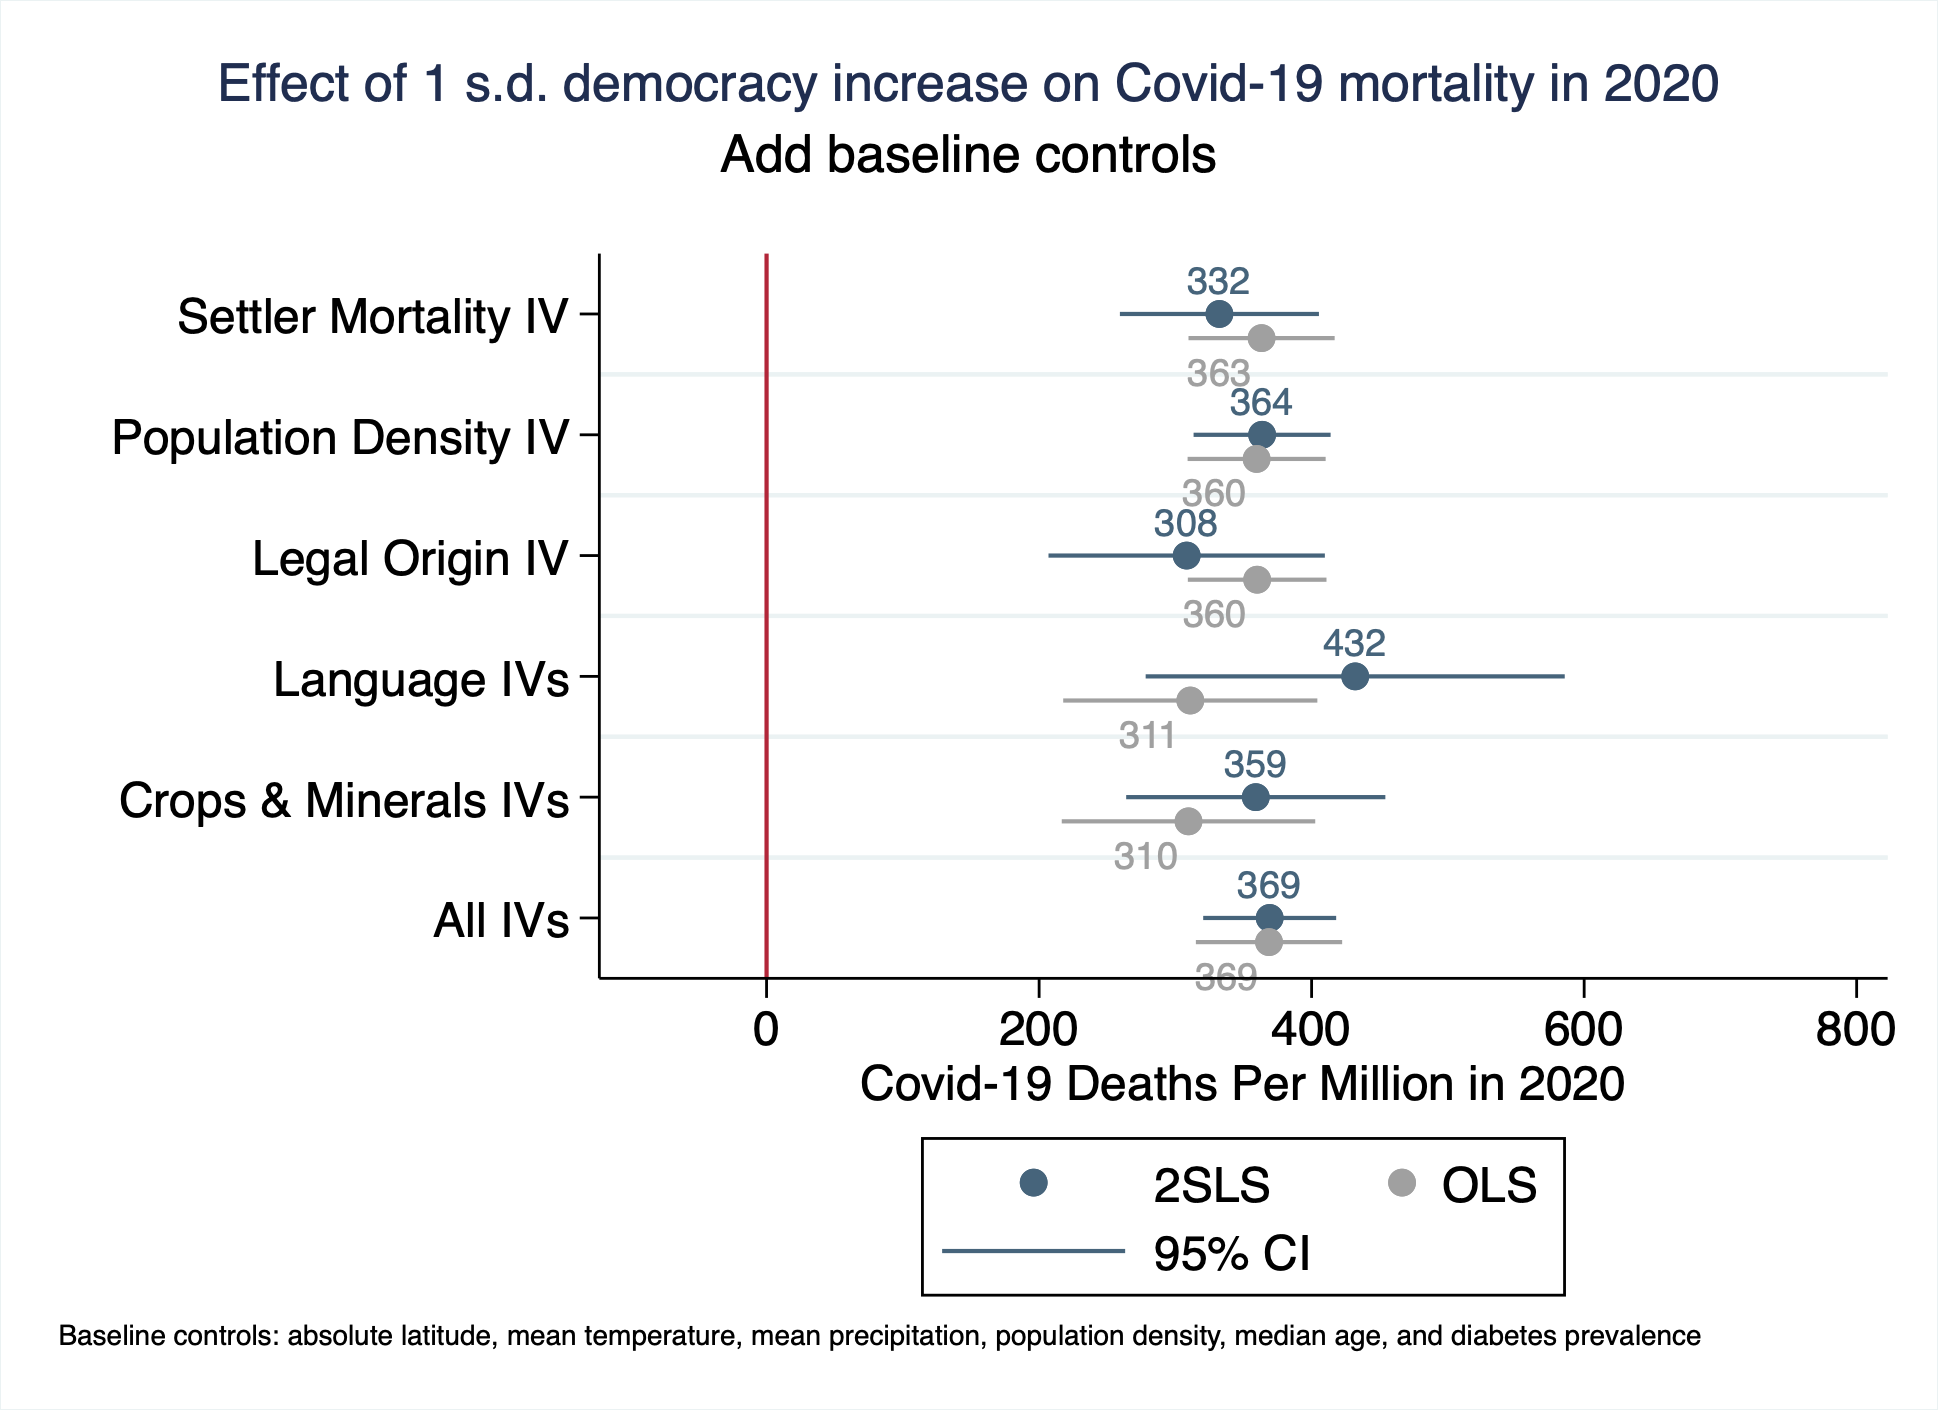 Effect of 1 s.d. democracy increase on Covid-19 mortality in 2020
Add baseline controls
Settler Mortality IV
332
363
Population Density IV
364
360
Legal Origin IV
308
360
Language IVs
432
311
Crops & Minerals IVs
359
310
All IVs
369
369
0 200 400 600 800
Covid-19 Deaths Per Million in 2020
2SLS OLS
95% CI
Baseline controls: absolute latitude, mean temperature, mean precipitation, population density, median age, and diabetes prevalence